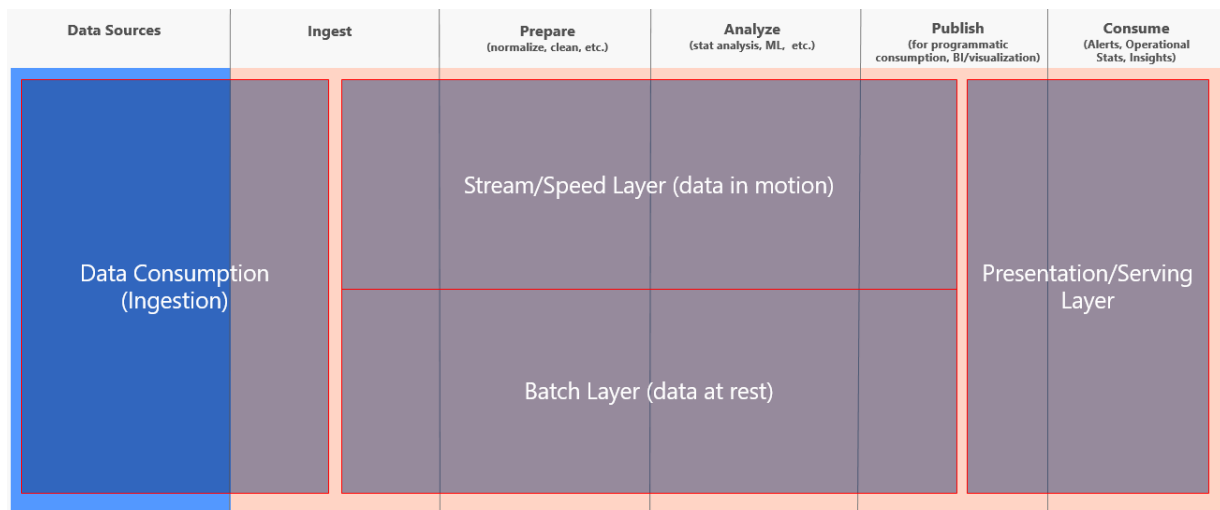 Data Sources
Ingest
Prepare
(normalize, clean, etc.)
Analyze
(stat analysis, ML, etc.)
Publish
(for programmatic
consumption, BI/visualization)
Consume
(Alerts, Operational
Stats, Insights)
Data Consumption
(Ingestion)
Stream/Speed Layer (data in motion)
Batch Layer (data at rest)
Presentation/Serving
Layer